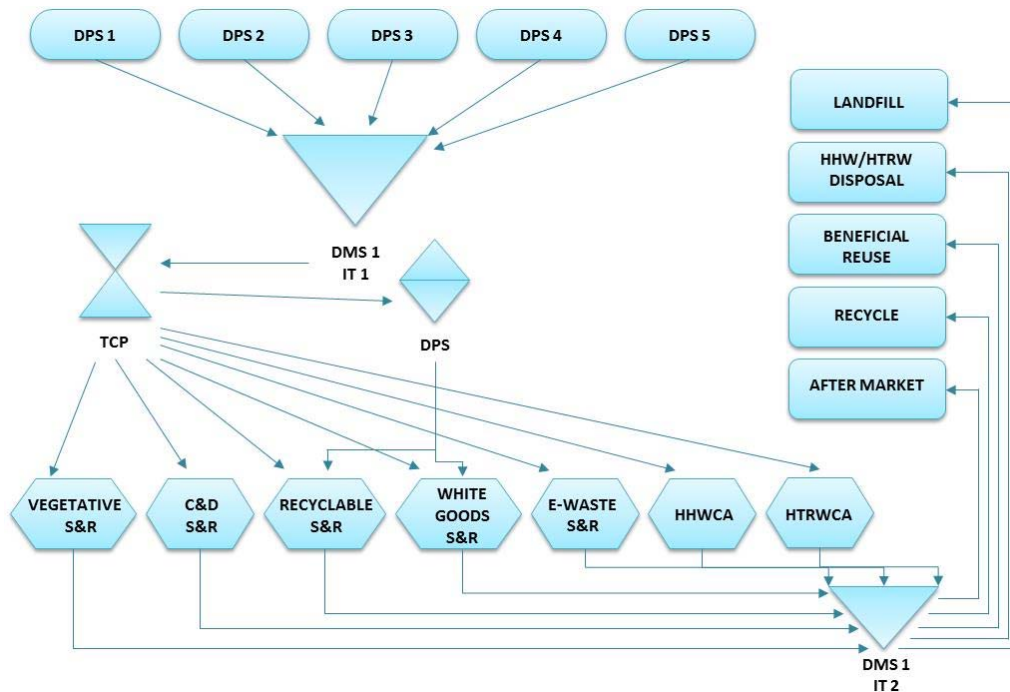 DPS 1
DPS 2
DPS 3
DPS 4
DPS 5
LANDFILL
HHW/HTRW
DISPOSAL
BENEFICIAL
REUSE
RECYCLE
AFTER MARKET
DMS 1
IT 1
TCP
DPS
VEGETATIVE
S&R
C&D
S&R
RECYCLABLE
S&R
WHITE
GOODS
S&R
E-WASTE
S&R
HHWCA
HTRWCA
DMS 1
IT 2